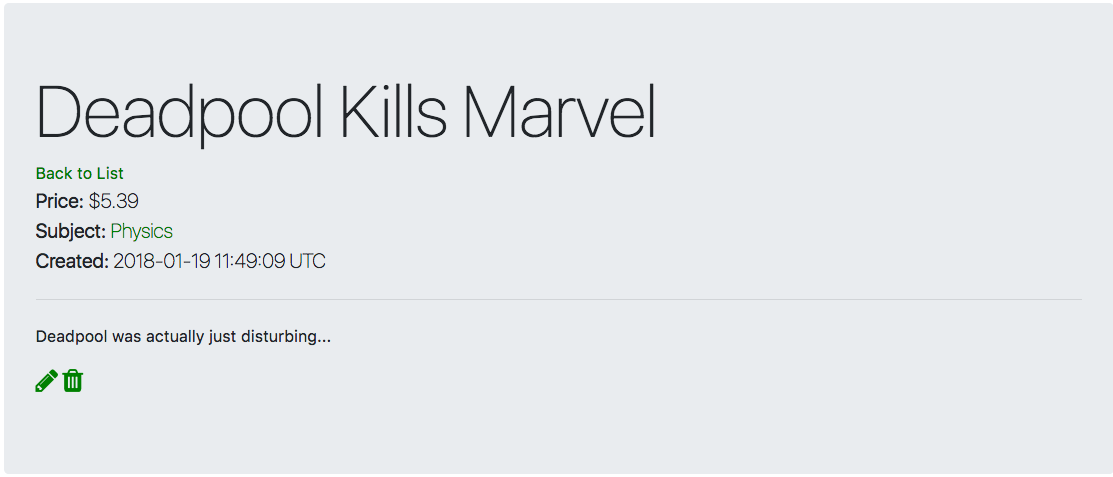 Deadpool Kills Marvel
Back to List
Price: $5.39
Subject: Physics
Created: 2018-01-19 11:49:09 UTC
Deadpool was actually just disturbing...